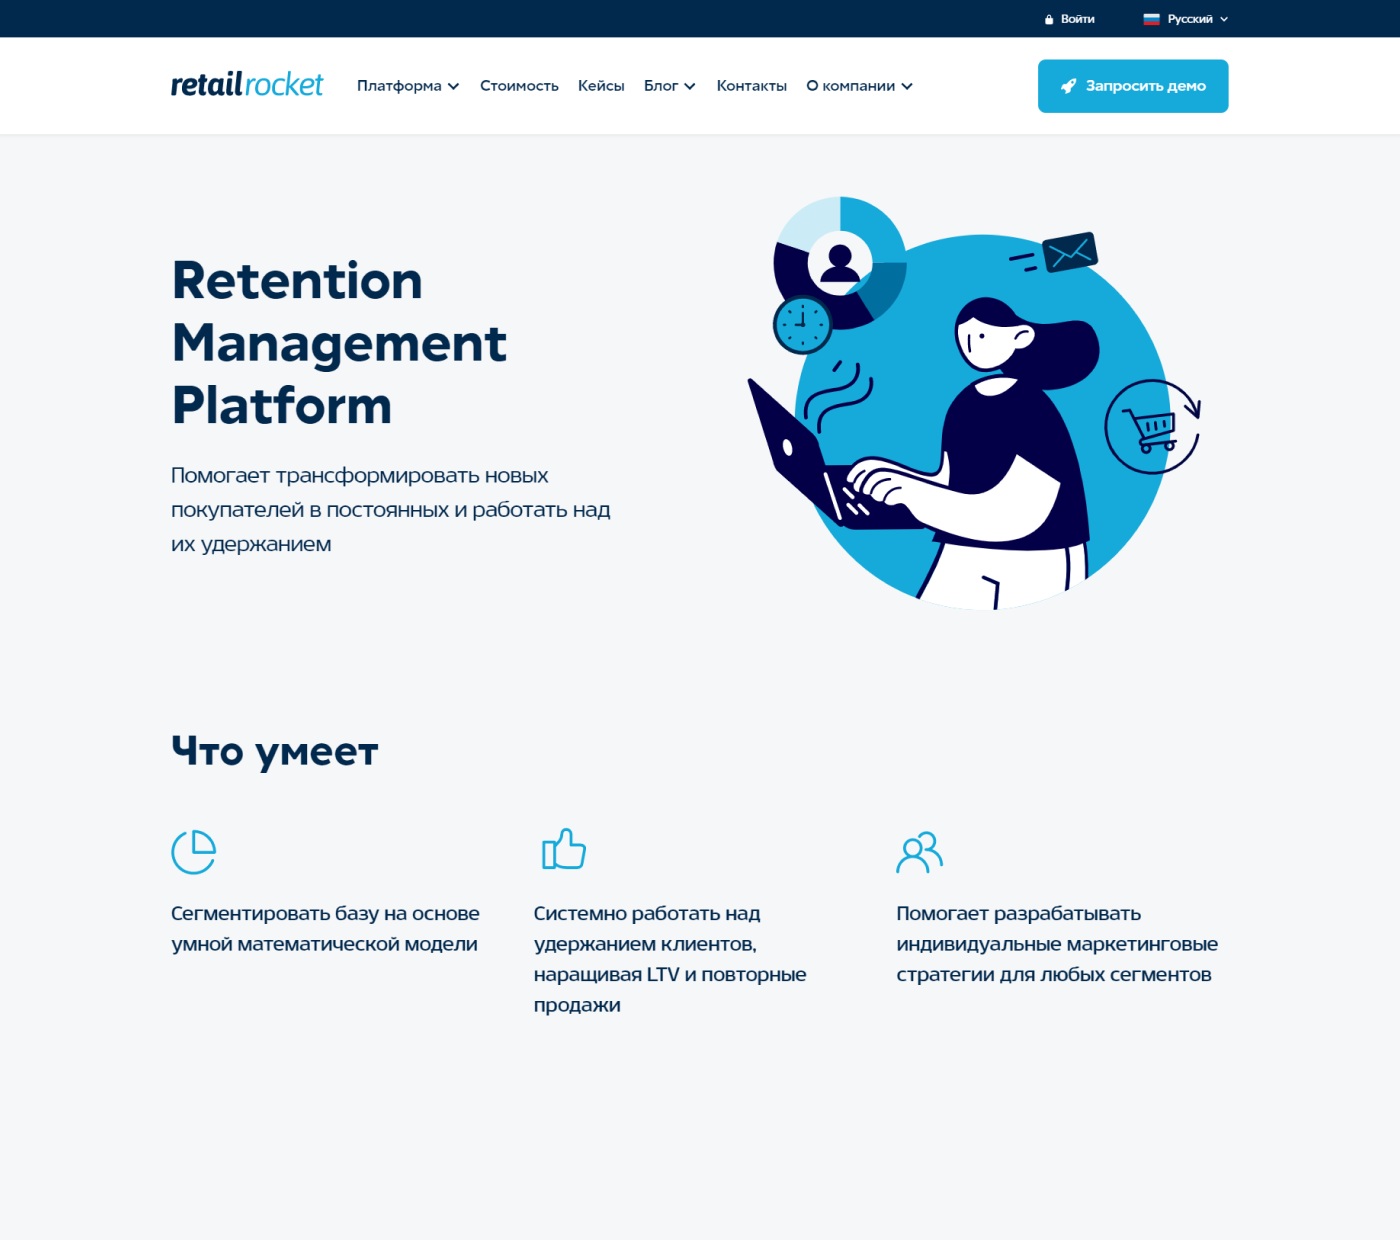 Войти
Русский
retailrocket
Платформа
Стоимость
Кейсы
Блог
Контакты
О компании
Запросить демо
Retention
Management
Platform
Помогает трансформировать новых
покупателей в постоянных и работать над
их удержанием
Что умеет
Сегментировать базу на основе
умной математической модели
Системно работать над
удержанием клиентов,
наращивая LTV и повторные
продажи
Помогает разрабатывать
индивидуальные маркетинговые
стратегии для любых сегментов